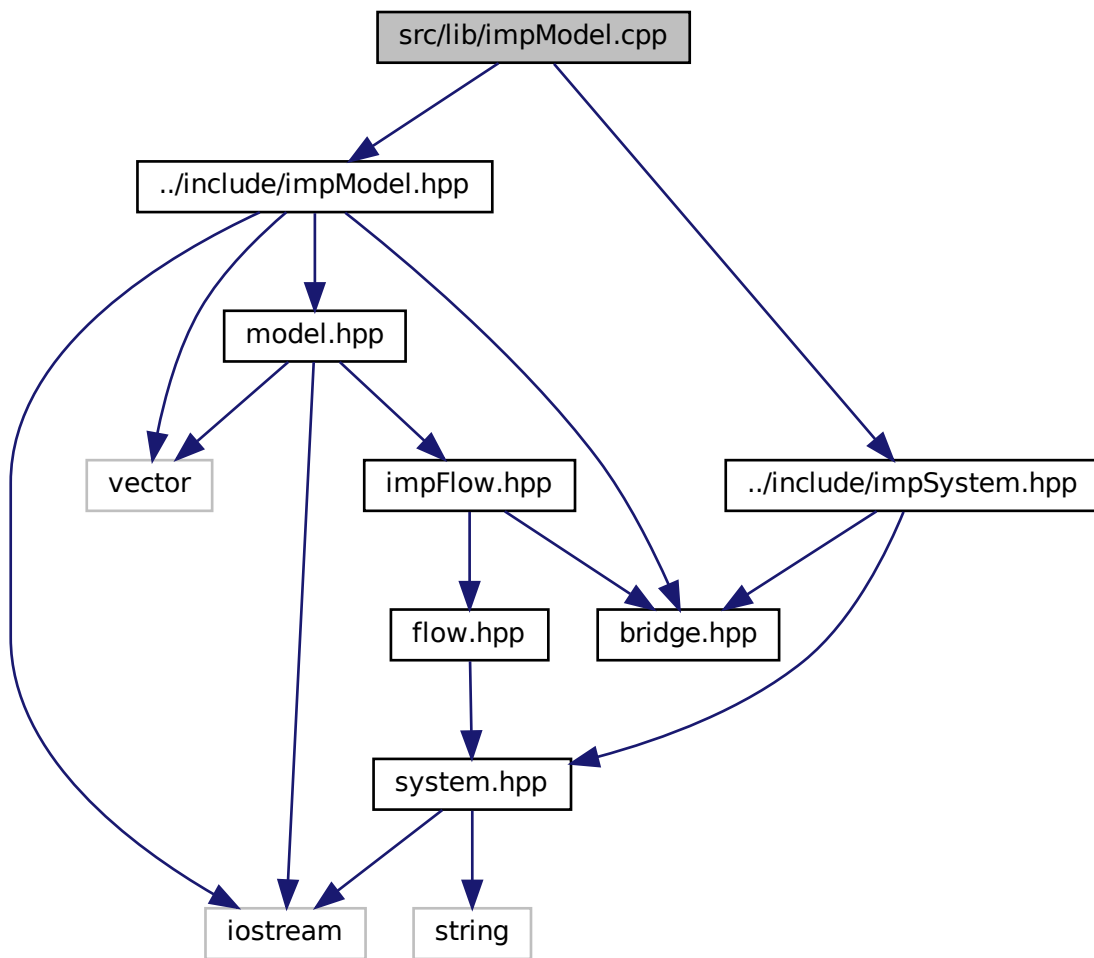 src/lib/impModel.cpp
../include/impModel.hpp
model.hpp
vector
impFlow.hpp
../include/impSystem.hpp
flow.hpp
bridge.hpp
system.hpp
iostream
string